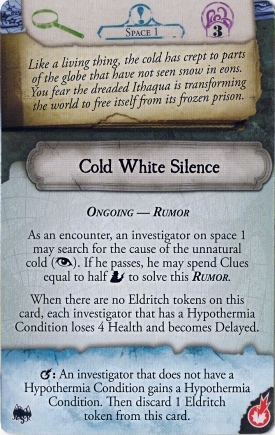 SPACE 1
3
Like a living thing, the cold has crept to parts
of the globe that have not seen snow in eons.
You fear the dreaded Ithaqua is transforming
the world to free itself from its frozen prison.
Cold White Silence
ONGOING — RUMOR
As an encounter, an investigator on space 1
may search for the cause of the unnatural
cold ( ). If he passes, he may spend Clues
equal to half to solve this RUMOR.
When there are no Eldritch tokens on this
card, each investigator that has a Hypothermia
Condition loses 4 Health and becomes Delayed.
: An investigator that does not have a
Hypothermia Condition gains a Hypothermia
Condition. Then discard 1 Eldritch
token from this card.